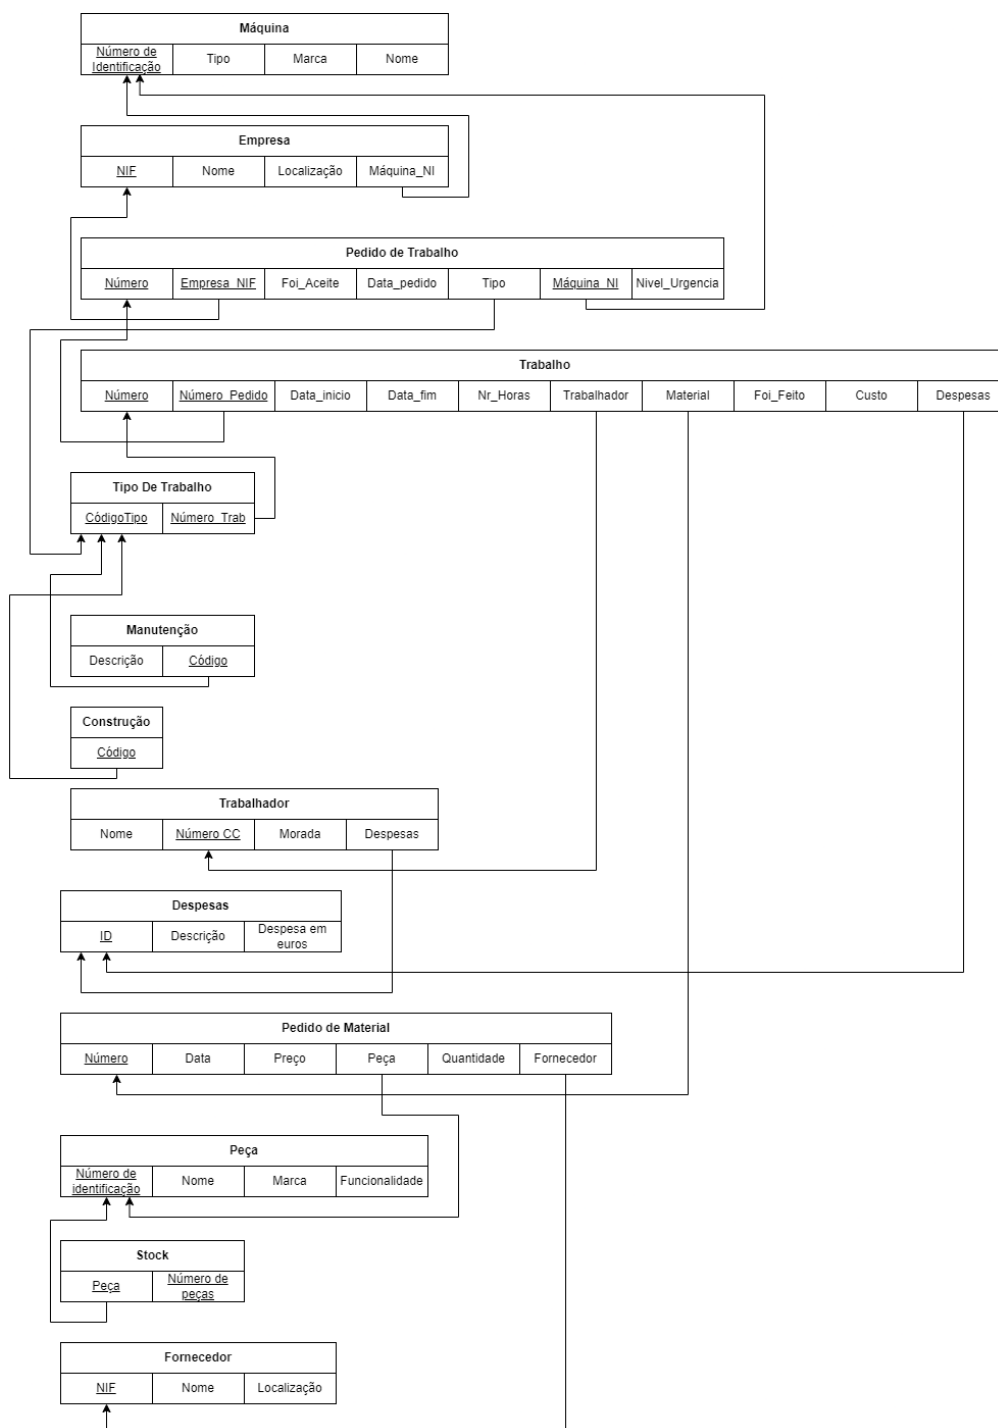 Máquina
Número de
Identificação
Tipo
Marca
Nome
Empresa
NIF
Nome
Localização
Máquina_NI
Pedido de Trabalho
Número
Empresa_NIF
Foi_Aceite
Data_pedido
Tipo
Máquina_NI
Nivel_Urgencia
Trabalho
Número
Número_Pedido
Data_inicio
Data_fim
Nr_Horas
Trabalhador
Material
Foi_Feito
Custo
Despesas
Tipo De Trabalho
CódigoTipo
Número_Trab
Manutenção
Descrição
Código
Construção
Código
Trabalhador
Nome
Número CC
Morada
Despesas
Despesas
ID
Descrição
Despesa em
euros
Pedido de Material
Número
Data
Preço
Peça
Quantidade
Fornecedor
Peça
Número de
identificação
Nome
Marca
Funcionalidade
Stock
Peça
Número de
peças
Fornecedor
NIF
Nome
Localização